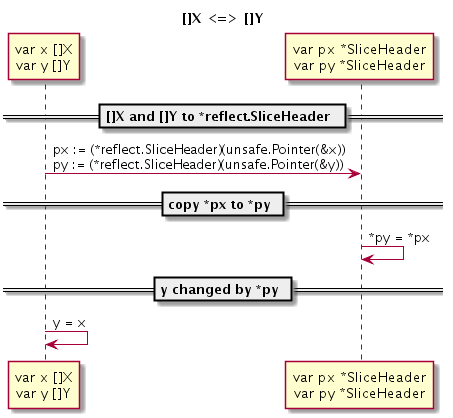 []X <=> []Y
var x []X
var y []Y
var px *SliceHeader
var py *SliceHeader
[]X and []Y to *reflect.SliceHeader
px := (*reflect.SliceHeader)(unsafe.Pointer(&x))
py := (*reflect.SliceHeader)(unsafe.Pointer(&y))
copy *px to *py
*py = *px
y changed by *py
y = x
var x []X
var y []Y
var px *SliceHeader
var py *SliceHeader